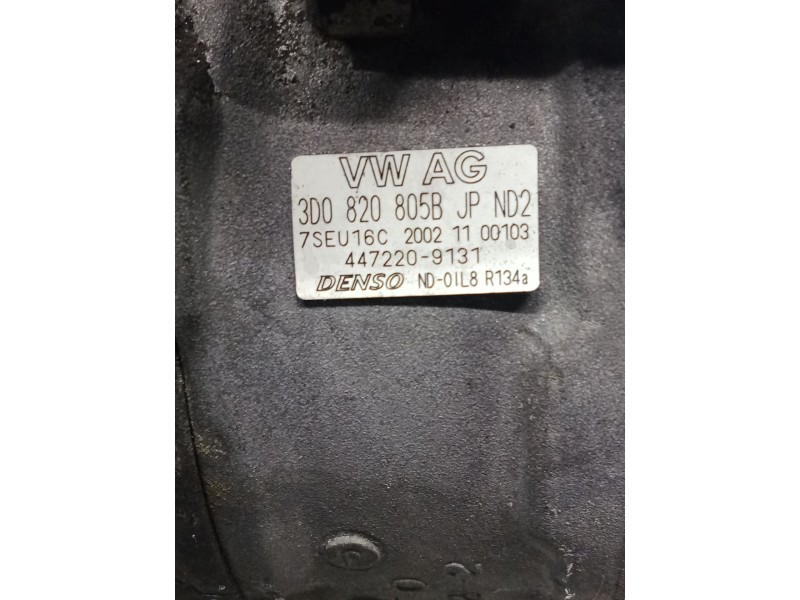 VW AG
3D0 820 805B JP ND2
7SEU16C 2002 11 00103
447220-9131
DENSO ND-OIL8 R134a